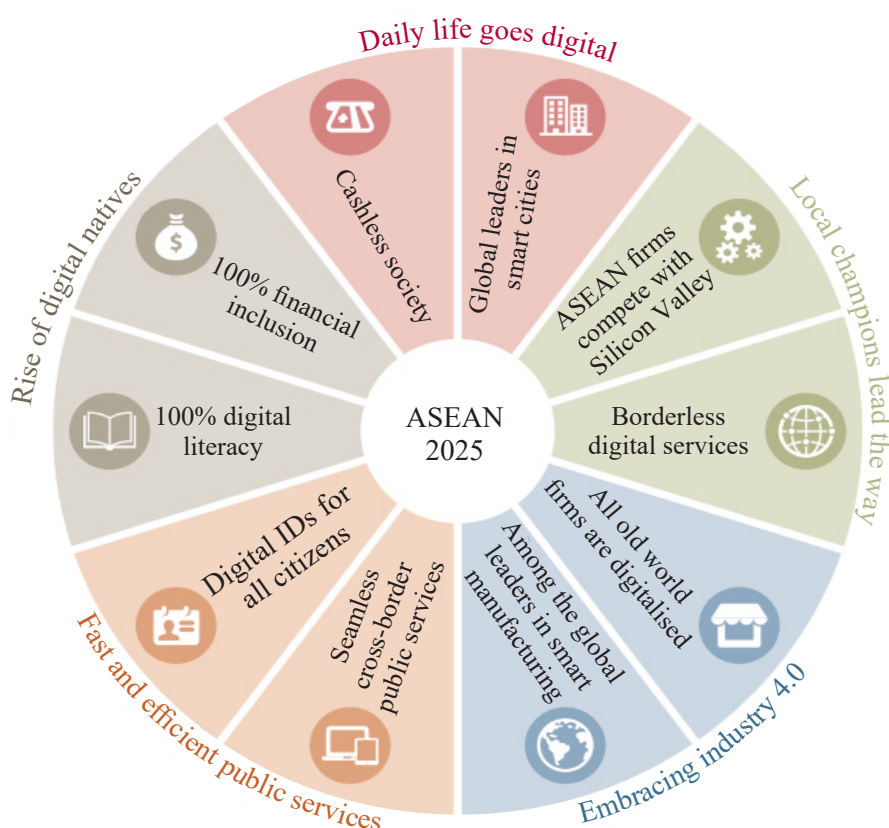 Daily life goes digital
Cashless society
Global leaders in
smart cities
Local champions lead the way
ASEAN firms
compete with
Silicon Valley
Borderless
digital services
Embracing industry 4.0
All old world
firms are digitalised
Among the global
leaders in smart
manufacturing
Fast and efficient public services
Seamless
cross-border
public services
Digital IDs for
all citizens
Rise of digital natives
100% digital
literacy
100% financial
inclusion
$
ASEAN
2025